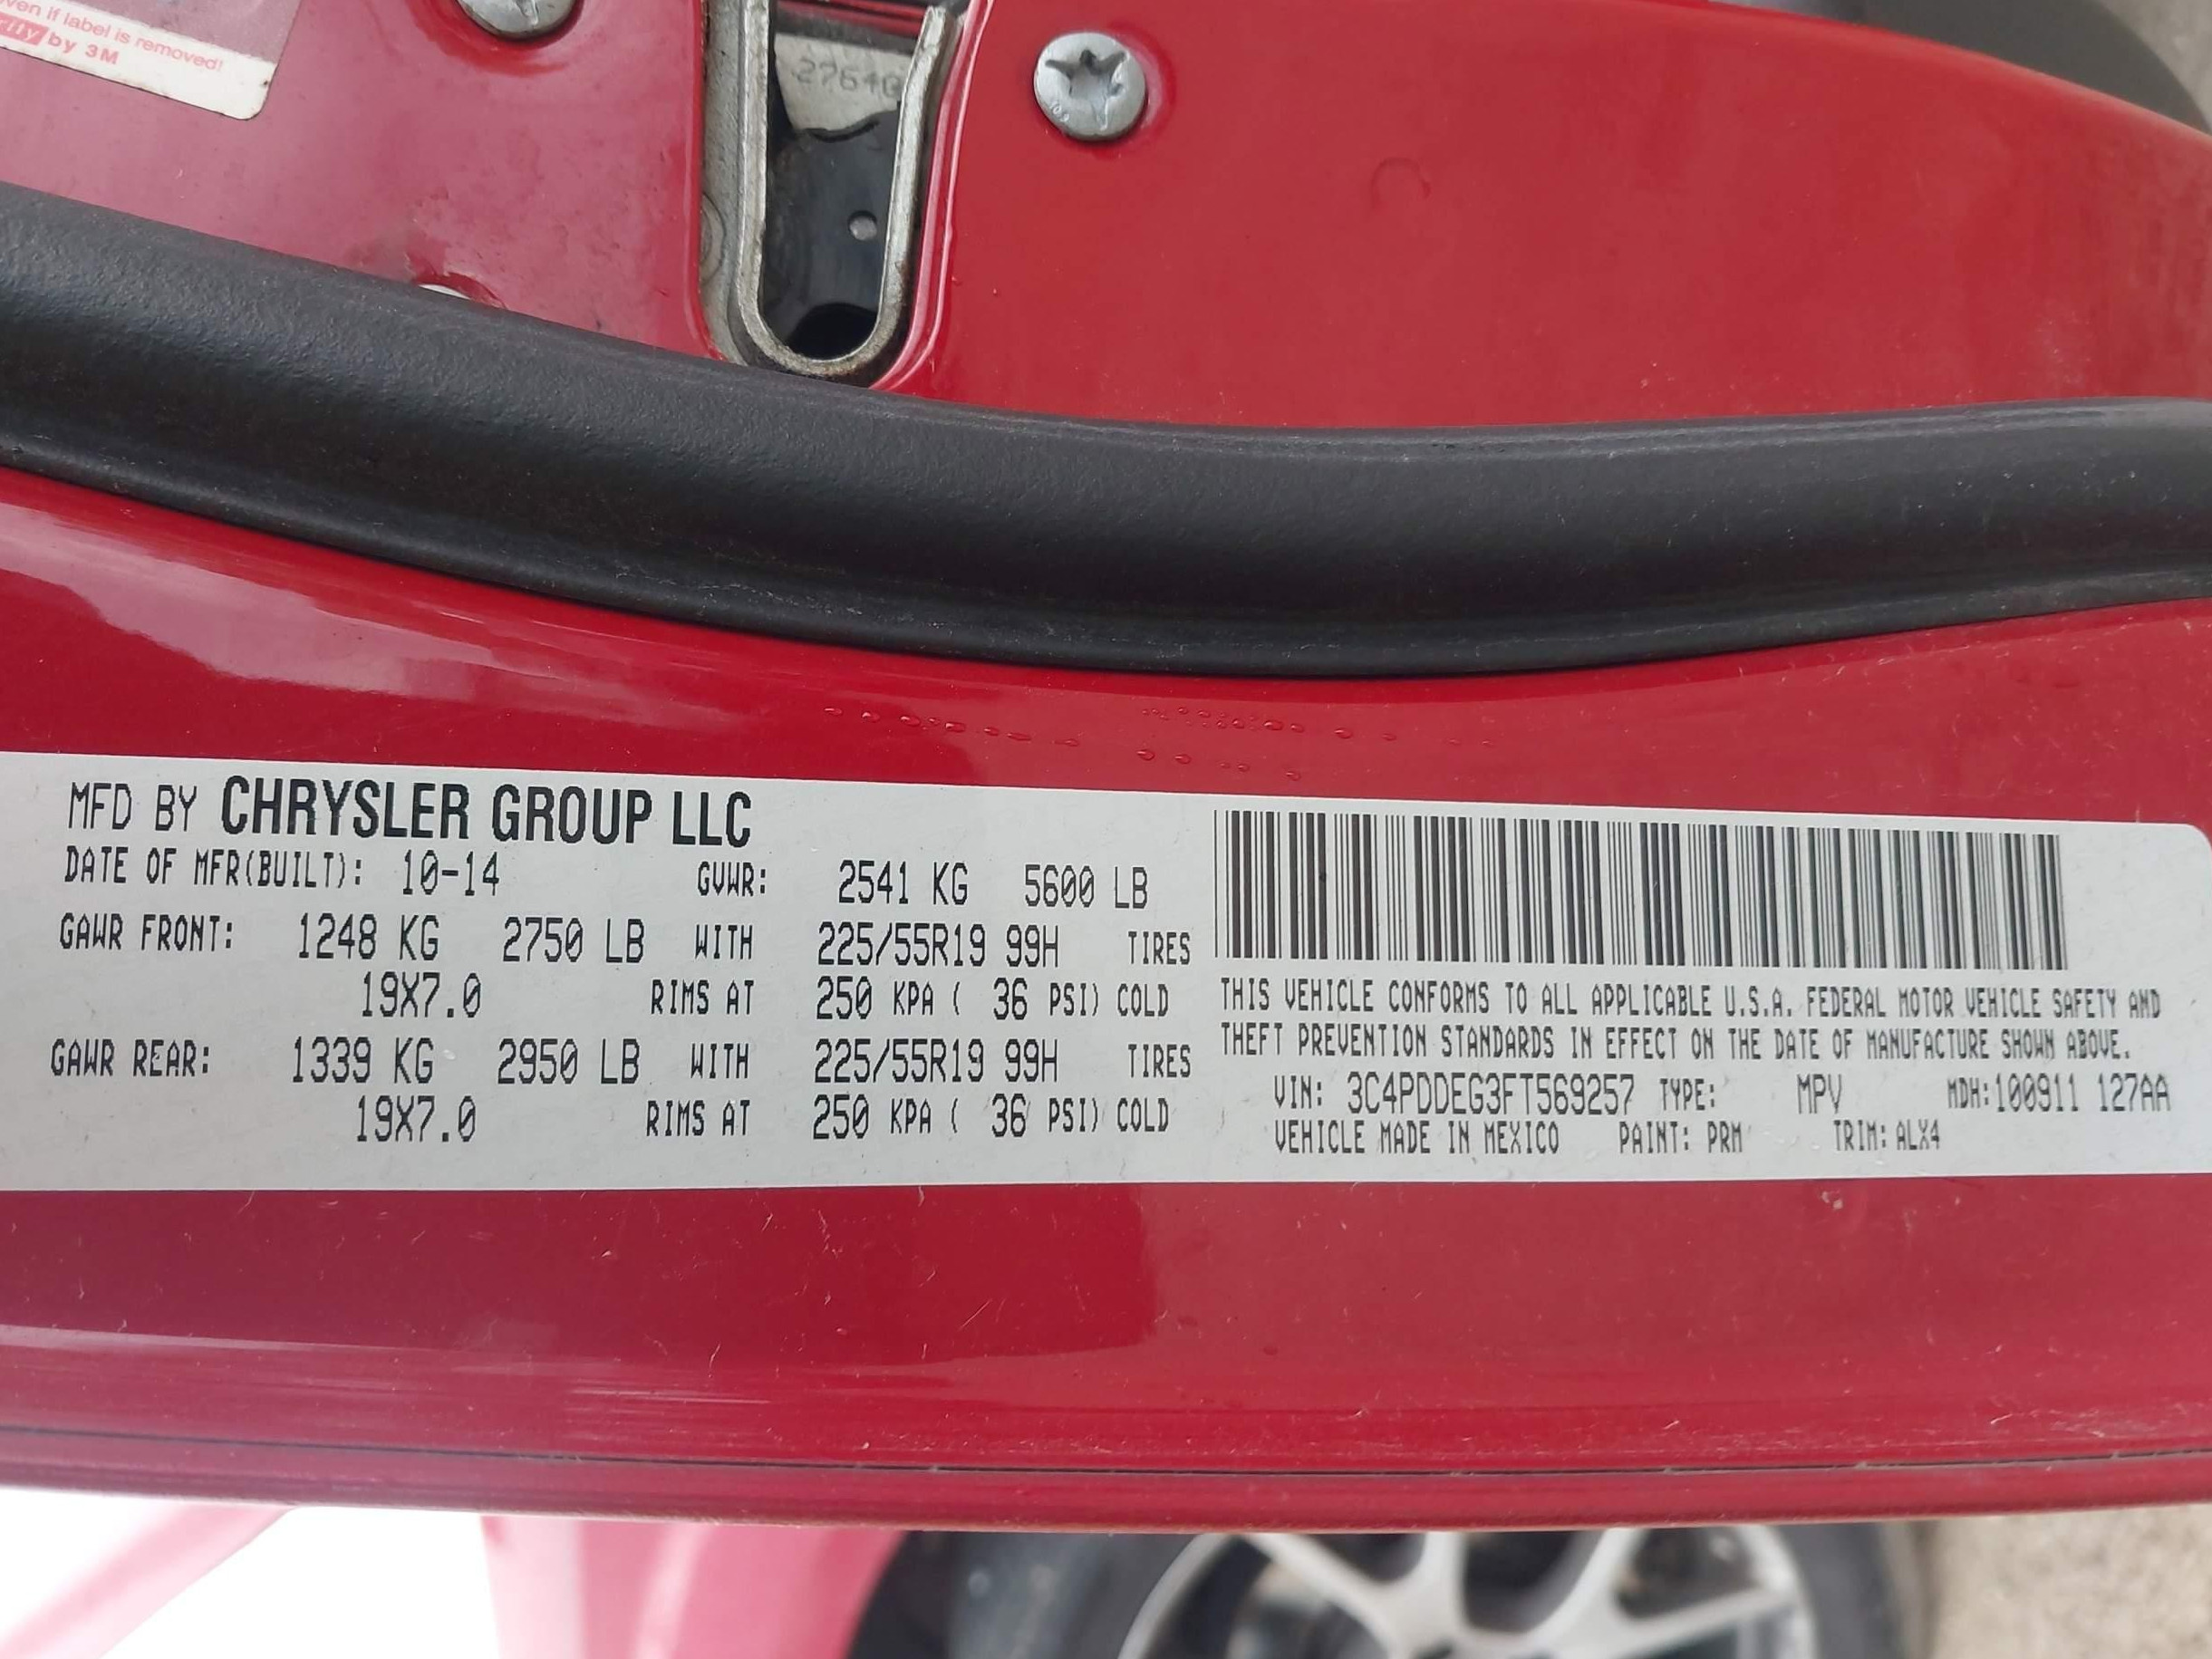 even if label is removed!
by 3M
MFD BY CHRYSLER GROUP LLC
DATE OF MFR(BUILT): 10-14 GVWR: 2541 KG 5600 LB
GAWR FRONT: 1248 KG 2750 LB WITH 225/55R19 99H TIRES
19X7.0 RIMS AT 250 KPA ( 36 PSI) COLD
GAWR REAR: 1339 KG 2950 LB WITH 225/55R19 99H TIRES
19X7.0 RIMS AT 250 KPA ( 36 PSI) COLD
THIS VEHICLE CONFORMS TO ALL APPLICABLE U.S.A. FEDERAL MOTOR VEHICLE SAFETY AND
THEFT PREVENTION STANDARDS IN EFFECT ON THE DATE OF MANUFACTURE SHOWN ABOVE.
VIN: 3C4PDDEG3FT569257 TYPE: MPV MDH:100911 127AA
VEHICLE MADE IN MEXICO PAINT: PRM TRIM: ALX4